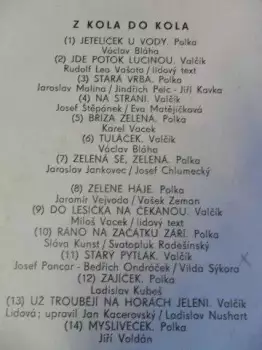 Z KOLA DO KOLA
(1) JETELÍČEK U VODY. Polka
Václav Bláha
(2) JDE POTOK LUČINOU. Valčík
Rudolf Leo Vašata / lidový text
(3) STARÁ VRBA. Polka
Jaroslav Malina / Jindřich Pejc - Jiří Kavka
(4) NA STRÁNI. Valčík
Josef Štěpánek / Eva Matějíčková
(5) BŘÍZA ZELENÁ. Polka
Karel Vacek
(6) TULÁČEK. Valčík
Václav Bláha
(7) ZELENÁ SE, ZELENÁ. Polka
Jaroslav Jankovec / Josef Chlumecký
(8) ZELENÉ HÁJE. Polka
Jaromír Vejvoda / Vašek Zeman
(9) DO LESÍČKA NA ČEKANOU. Valčík
Miloš Vacek / lidový text
(10) RÁNO NA ZAČÁTKU ZÁŘÍ. Polka
Sláva Kunst / Svatopluk Radešínský
(11) STARÝ PYTLÁK. Valčík
Josef Poncar - Bedřich Ondráček / Vilda Sýkora
(12) ZAJÍČEK. Polka
Ladislav Kubeš
(13) UŽ TROUBĚJÍ NA HORÁCH JELENI. Valčík
Lidová; upravil Jan Kacerovský / Ladislav Nushart
(14) MYSLIVEČEK. Polka
Jiří Voldán